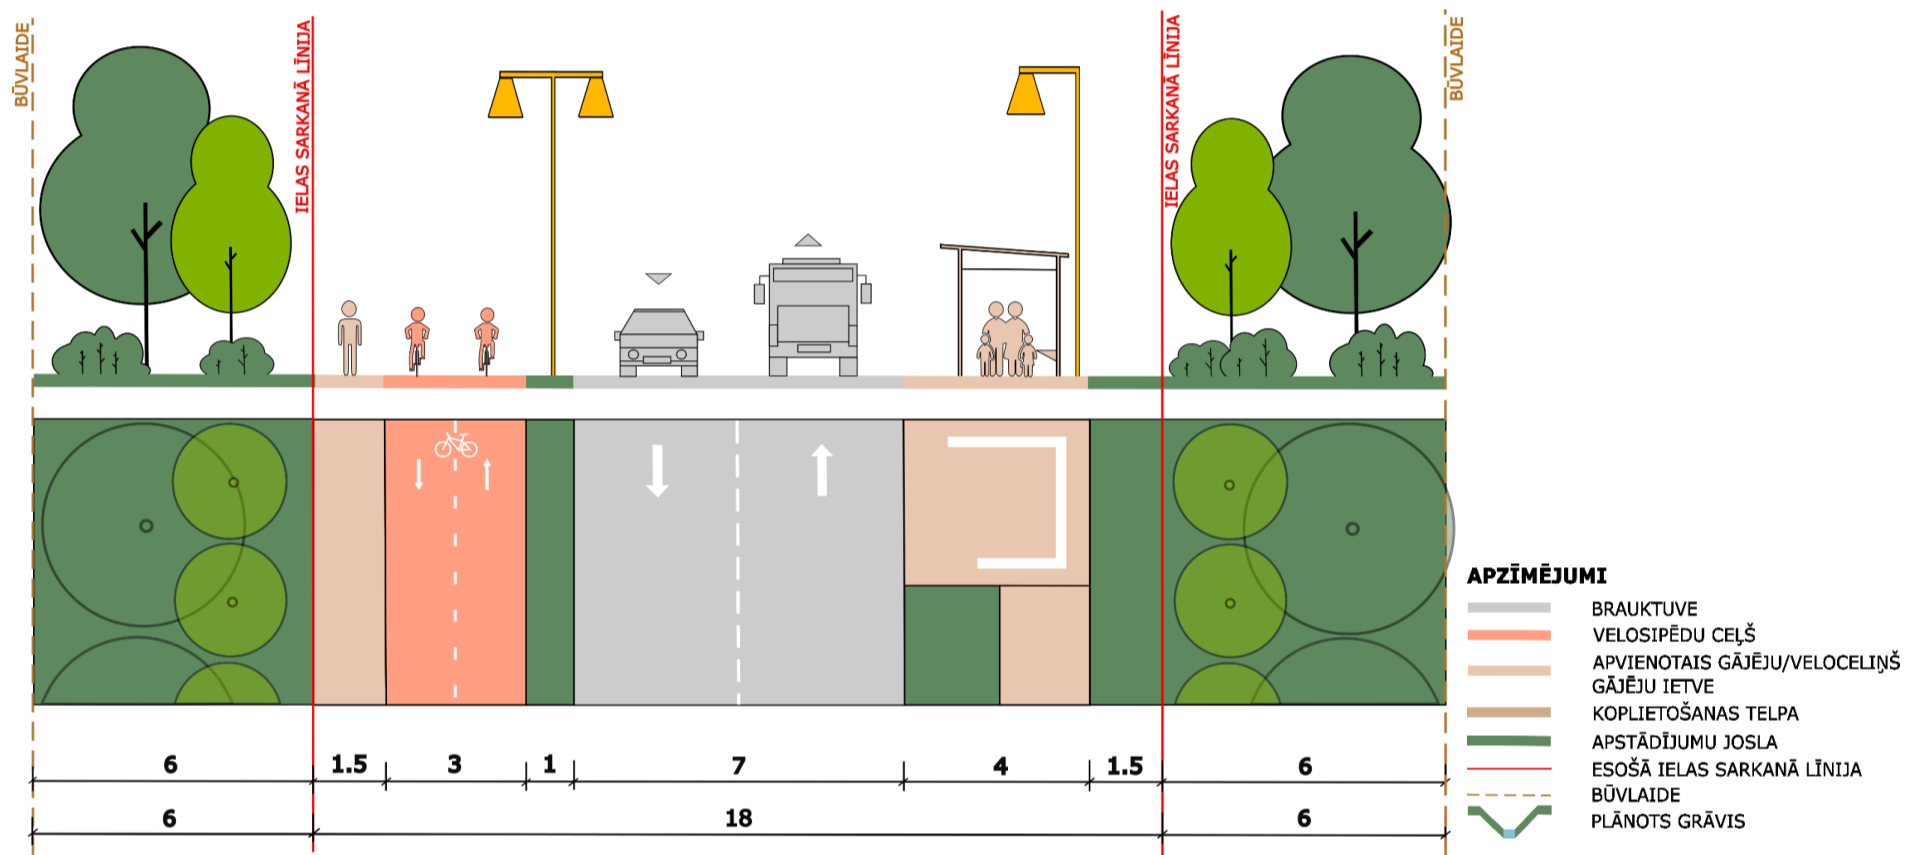 BŪVLAIDE
IELAS SARKANĀ LĪNIJA
IELAS SARKANĀ LĪNIJA
BŪVLAIDE
APZĪMĒJUMI
BRAUKTUVE
VELOSIPĒDU CEĻŠ
APVIENOTAIS GĀJĒJU/VELOCELIŅŠ
GĀJĒJU IETVE
KOPLIETOŠANAS TELPA
APSTĀDĪJUMU JOSLA
ESOŠĀ IELAS SARKANĀ LĪNIJA
BŪVLAIDE
PLĀNOTS GRĀVIS
6 1.5 3 1 7 4 1.5 6
6 18 6